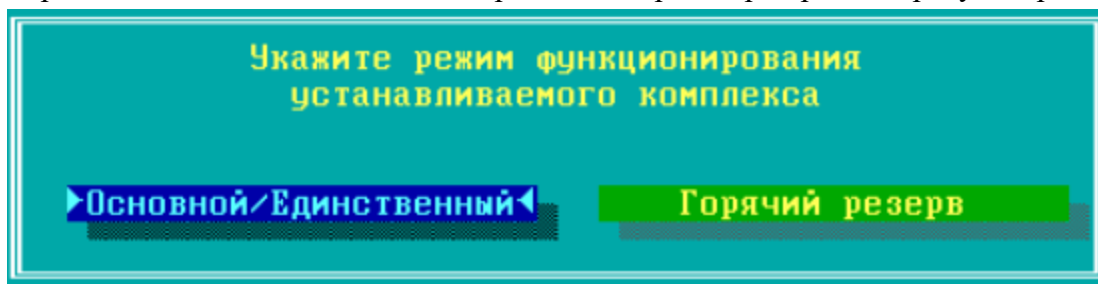 Укажите режим функционирования
устанавливаемого комплекса
Основной/Единственный
Горячий резерв